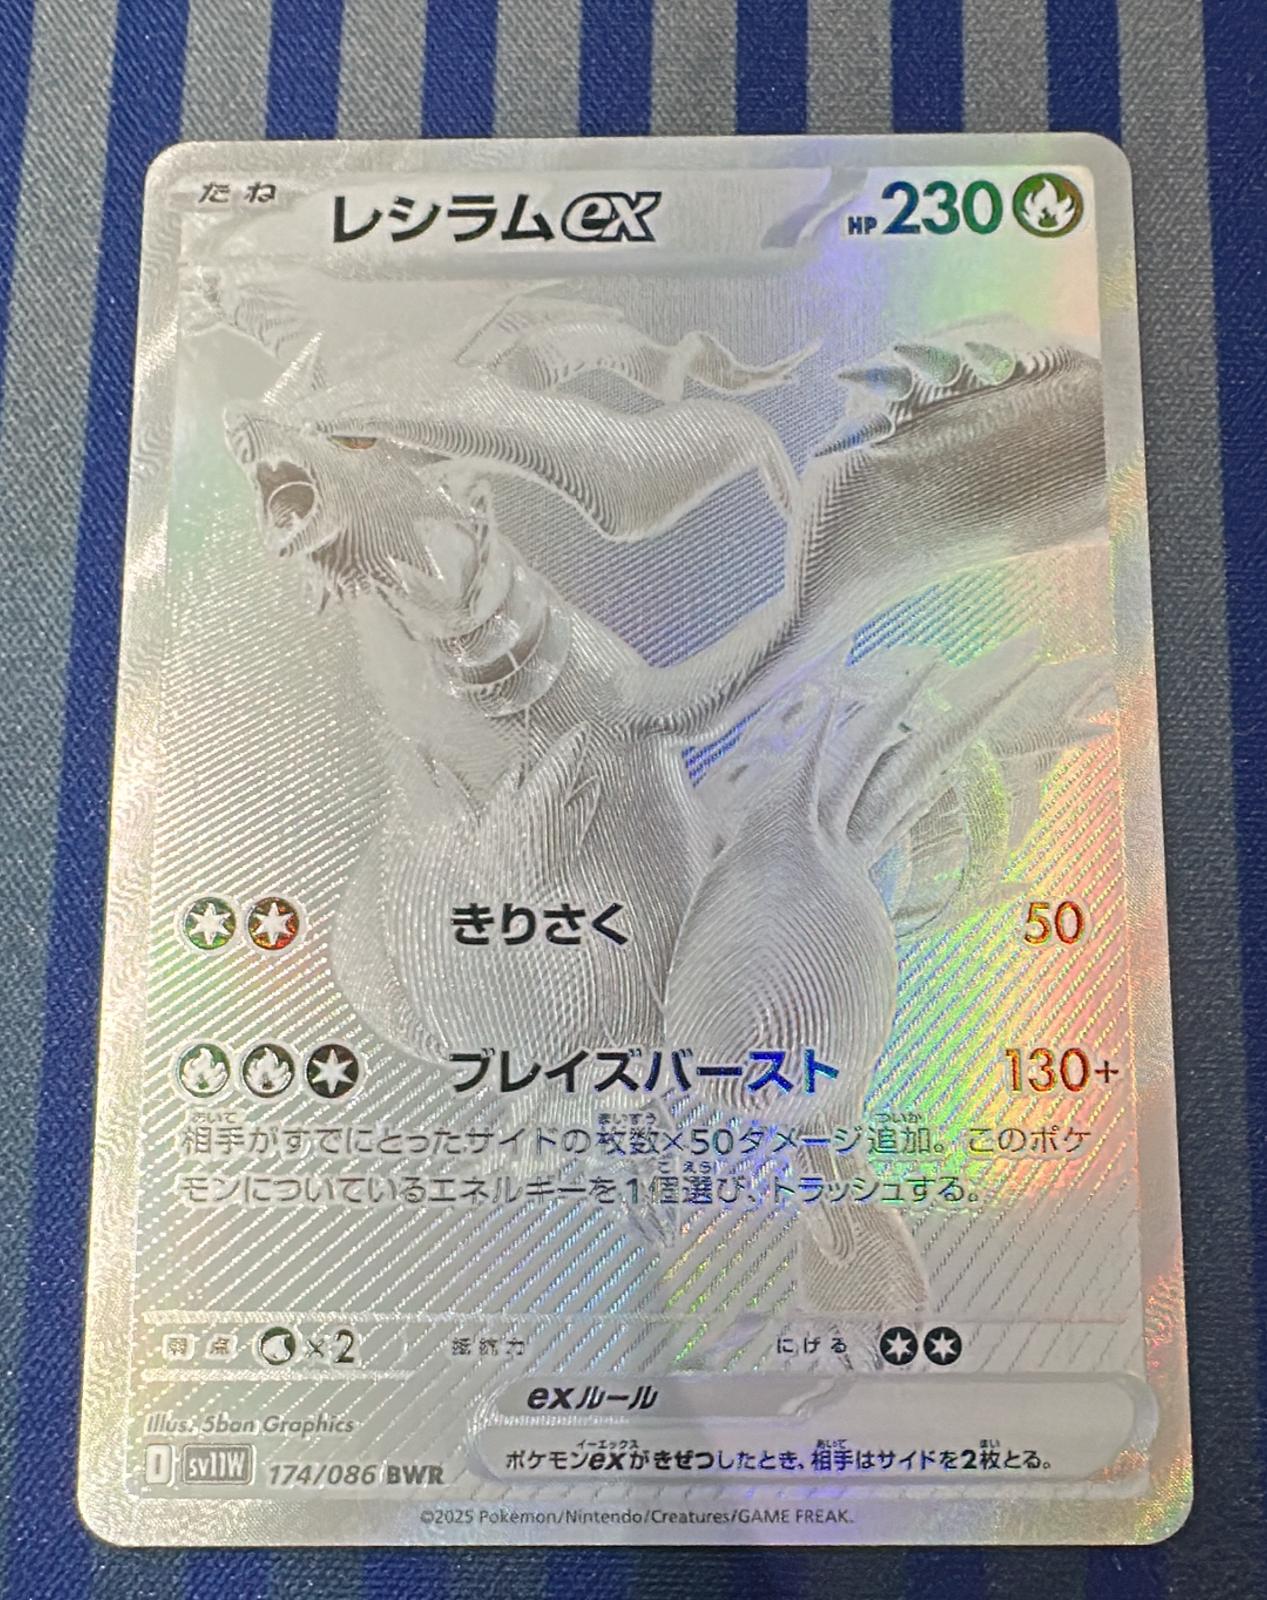 たね レシラムex HP230
きりさく 50
ブレイズバースト 130+
相手がすでにとったサイドの枚数×50ダメージ追加。このポケ
モンについているエネルギーを1個選び、トラッシュする。
弱点 ×2 抵抗力 にげる
exルール
ポケモンexがきぜつしたとき、相手はサイドを2枚とる。
Illus. 5ban Graphics
I sv11W 174/086 BWR
©2025 Pokémon/Nintendo/Creatures/GAME FREAK.